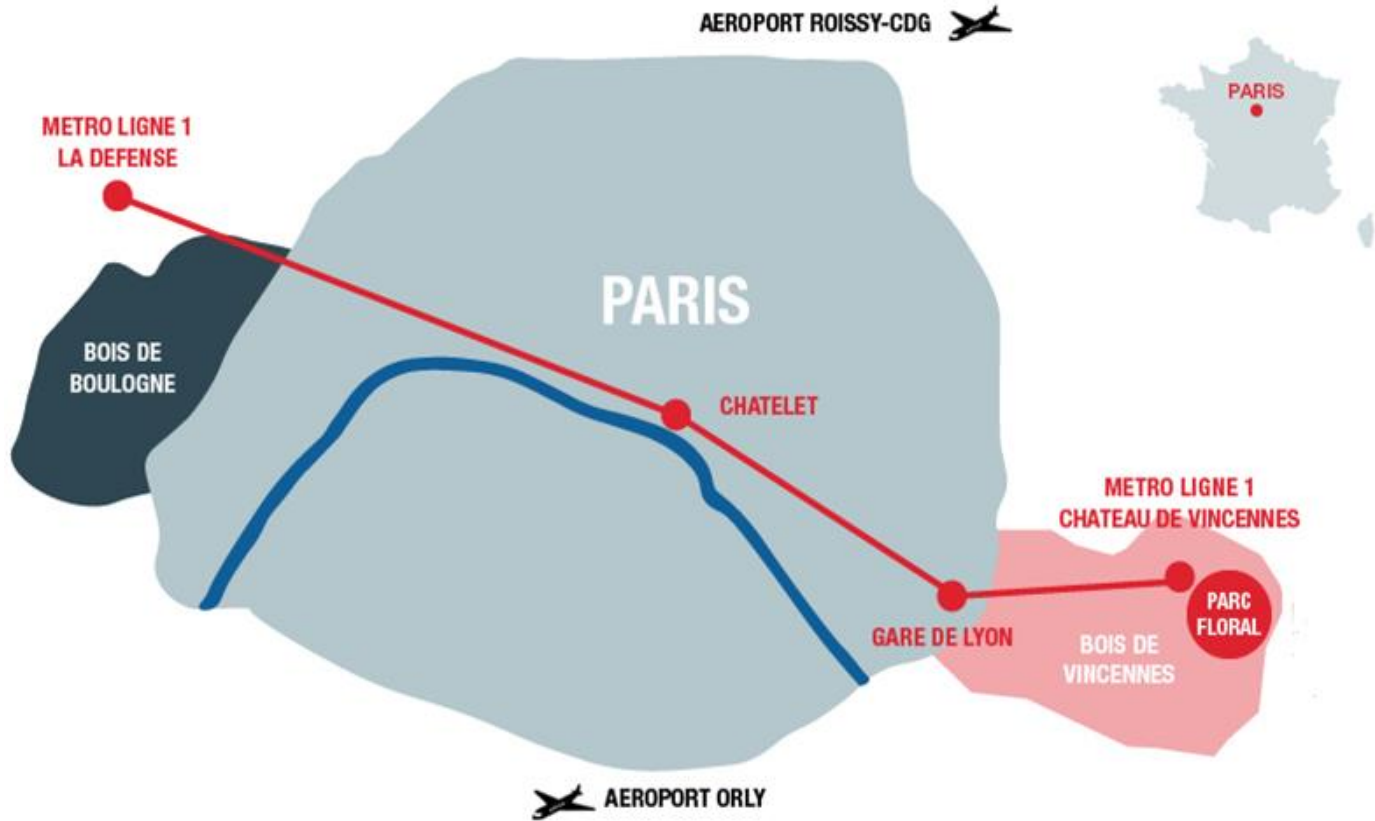 AEROPORT ROISSY-CDG
PARIS
METRO LIGNE 1
LA DEFENSE
PARIS
BOIS DE
BOULOGNE
CHATELET
METRO LIGNE 1
CHATEAU DE VINCENNES
PARC
FLORAL
GARE DE LYON
BOIS DE
VINCENNES
AEROPORT ORLY